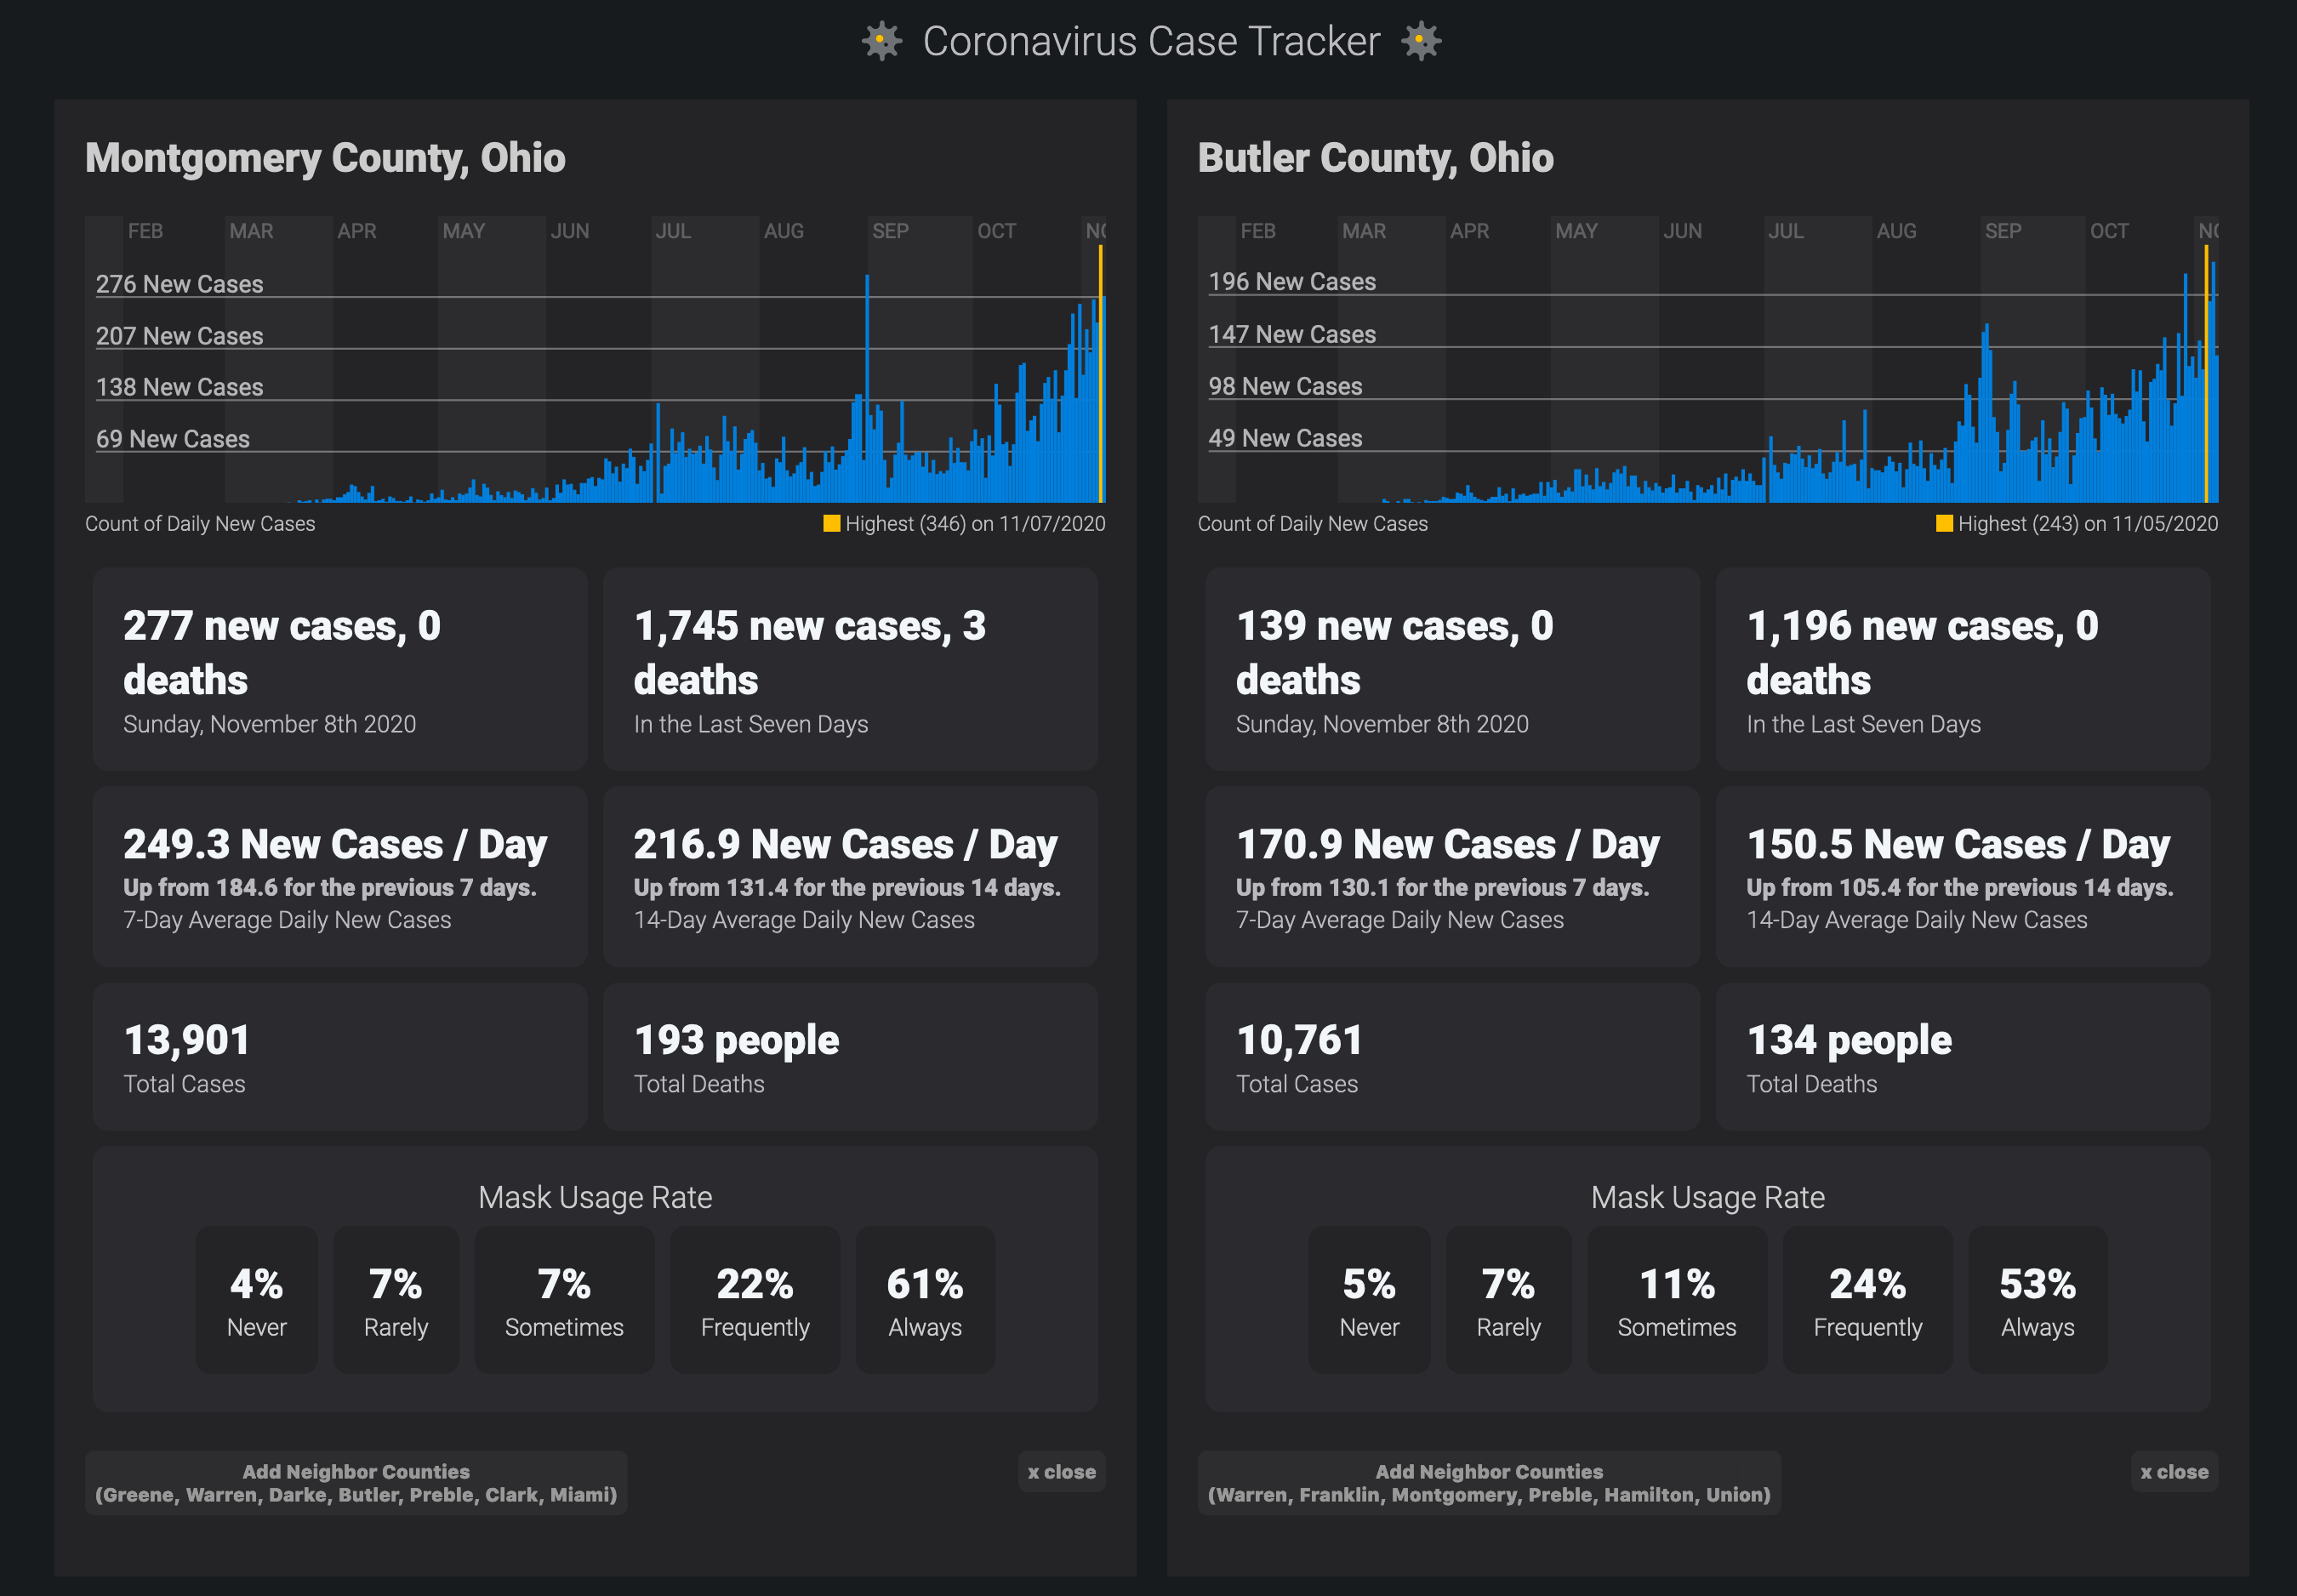 Coronavirus Case Tracker
Montgomery County, Ohio
FEB MAR APR MAY JUN JUL AUG SEP OCT
276 New Cases
207 New Cases
138 New Cases
69 New Cases
Count of Daily New Cases
Highest (346) on 11/07/2020
277 new cases, 0
deaths
Sunday, November 8th 2020
1,745 new cases, 3
deaths
In the Last Seven Days
249.3 New Cases / Day
Up from 184.6 for the previous 7 days.
7-Day Average Daily New Cases
216.9 New Cases / Day
Up from 131.4 for the previous 14 days.
14-Day Average Daily New Cases
13,901
Total Cases
193 people
Total Deaths
Mask Usage Rate
4%
Never
7%
Rarely
7%
Sometimes
22%
Frequently
61%
Always
Add Neighbor Counties
(Greene, Warren, Darke, Butler, Preble, Clark, Miami)
x close
Butler County, Ohio
FEB MAR APR MAY JUN JUL AUG SEP OCT
196 New Cases
147 New Cases
98 New Cases
49 New Cases
Count of Daily New Cases
Highest (243) on 11/05/2020
139 new cases, 0
deaths
Sunday, November 8th 2020
1,196 new cases, 0
deaths
In the Last Seven Days
170.9 New Cases / Day
Up from 130.1 for the previous 7 days.
7-Day Average Daily New Cases
150.5 New Cases / Day
Up from 105.4 for the previous 14 days.
14-Day Average Daily New Cases
10,761
Total Cases
134 people
Total Deaths
Mask Usage Rate
5%
Never
7%
Rarely
11%
Sometimes
24%
Frequently
53%
Always
Add Neighbor Counties
(Warren, Franklin, Montgomery, Preble, Hamilton, Union)
x close